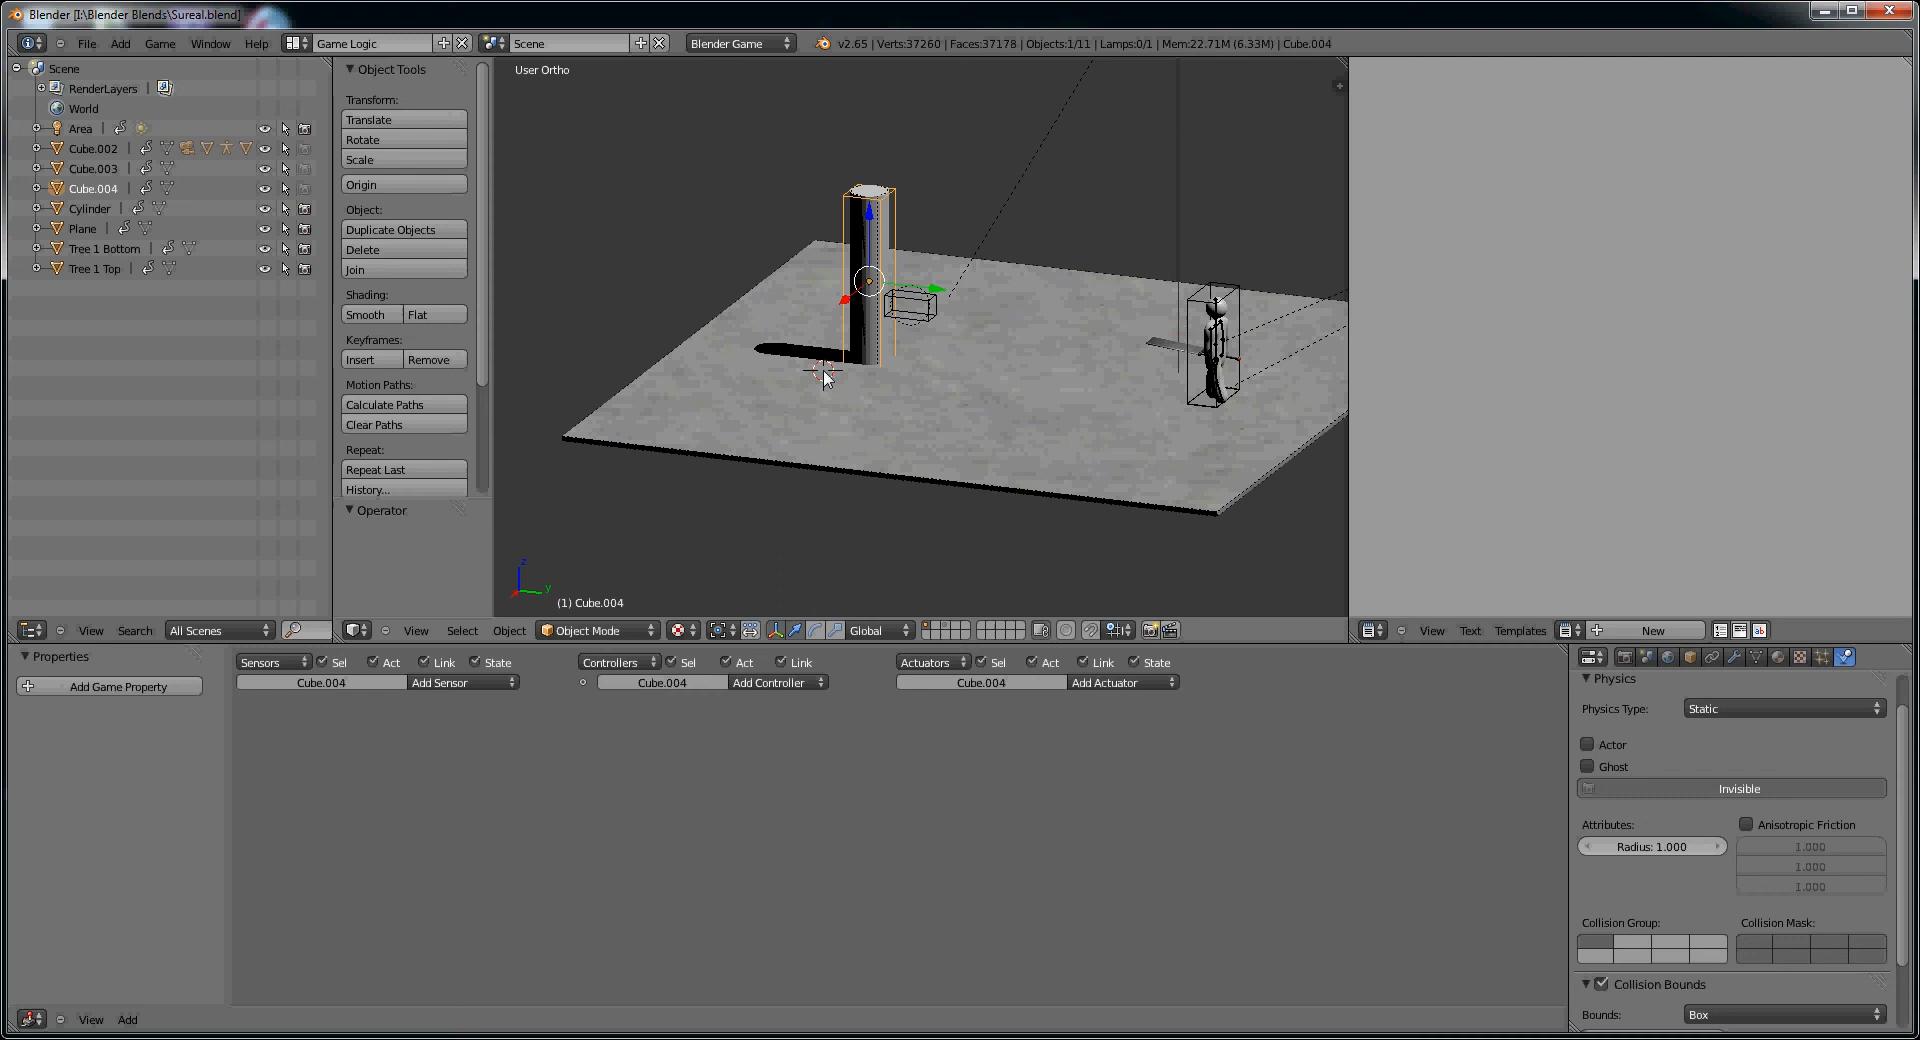 Blender [I:\Blender Blends\Sureal.blend]
File Add Game Window Help Game Logic Scene Blender Game v2.65 | Verts:37260 | Faces:37178 | Objects:1/11 | Lamps:0/1 | Mem:22.71M (6.33M) | Cube.004
Scene
RenderLayers
World
Area
Cube.002
Cube.003
Cube.004
Cylinder
Plane
Tree 1 Bottom
Tree 1 Top
View Search All Scenes
Object Tools
Transform:
Translate
Rotate
Scale
Origin
Object:
Duplicate Objects
Delete
Join
Shading:
Smooth Flat
Keyframes:
Insert Remove
Motion Paths:
Calculate Paths
Clear Paths
Repeat:
Repeat Last
History...
Operator
User Ortho
z
y
(1) Cube.004
View Select Object Object Mode Global
View Text Templates New
ab
Properties
Add Game Property
Sensors Sel Act Link State
Cube.004 Add Sensor
Controllers Sel Act Link
Cube.004 Add Controller
Actuators Sel Act Link State
Cube.004 Add Actuator
View Add
Physics
Physics Type: Static
Actor
Ghost
Invisible
Attributes: Anisotropic Friction
Radius: 1.000 1.000
1.000
1.000
Collision Group: Collision Mask:
Collision Bounds
Bounds: Box